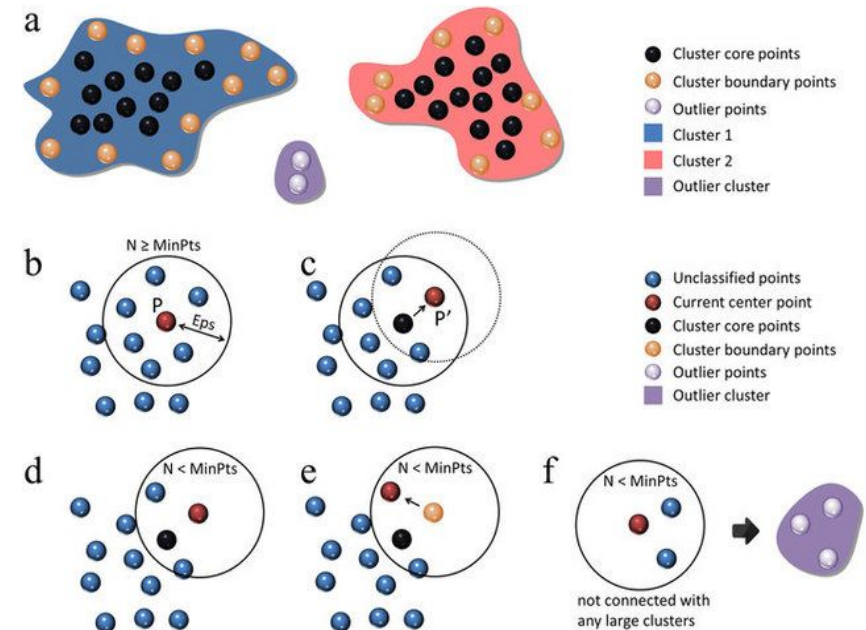 a
Cluster core points
Cluster boundary points
Outlier points
Cluster 1
Cluster 2
Outlier cluster
b
N ≥ MinPts
P
Eps
c
P′
Unclassified points
Current center point
Cluster core points
Cluster boundary points
Outlier points
Outlier cluster
d
N < MinPts
e
N < MinPts
f
N < MinPts
not connected with
any large clusters